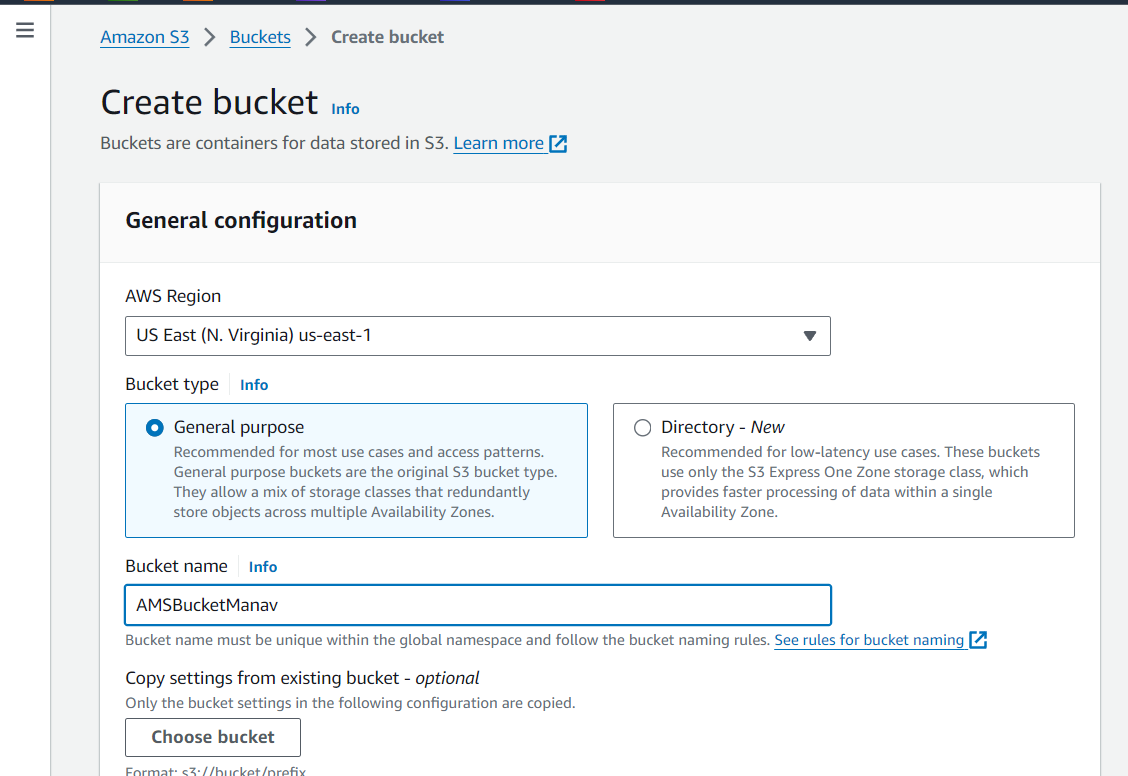 Amazon S3 > Buckets > Create bucket
Create bucket Info
Buckets are containers for data stored in S3. Learn more
General configuration
AWS Region
US East (N. Virginia) us-east-1
Bucket type Info
General purpose
Recommended for most use cases and access patterns.
General purpose buckets are the original S3 bucket type.
They allow a mix of storage classes that redundantly
store objects across multiple Availability Zones.
Directory - New
Recommended for low-latency use cases. These buckets
use only the S3 Express One Zone storage class, which
provides faster processing of data within a single
Availability Zone.
Bucket name Info
AMSBucketManav
Bucket name must be unique within the global namespace and follow the bucket naming rules. See rules for bucket naming
Copy settings from existing bucket - optional
Only the bucket settings in the following configuration are copied.
Choose bucket
Format: s3://bucket/prefix